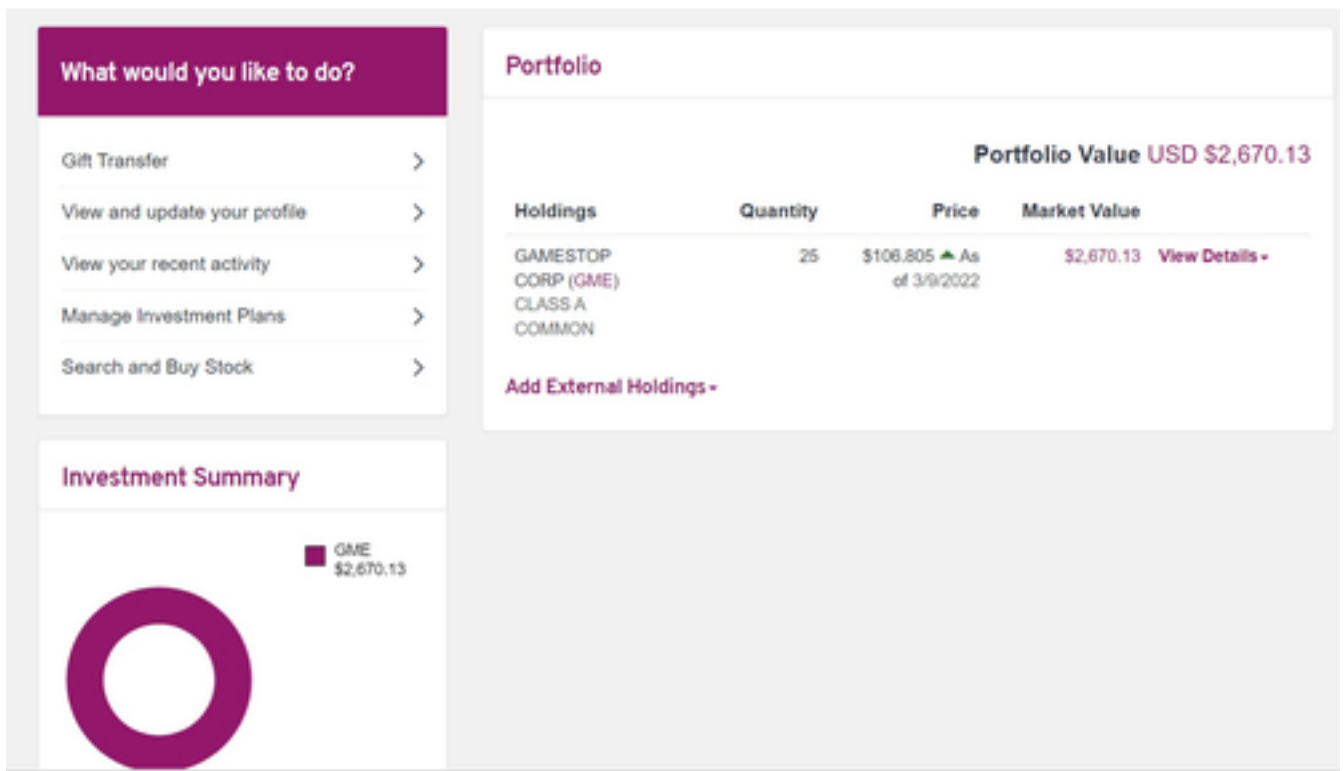 What would you like to do?
Gift Transfer
View and update your profile
View your recent activity
Manage Investment Plans
Search and Buy Stock
Portfolio
Portfolio Value USD $2,670.13
Holdings Quantity Price Market Value
GAMESTOP 25 $106.805 As $2,670.13 View Details
CORP (GME) of 3/9/2022
CLASS A
COMMON
Add External Holdings
Investment Summary
GME
$2,670.13